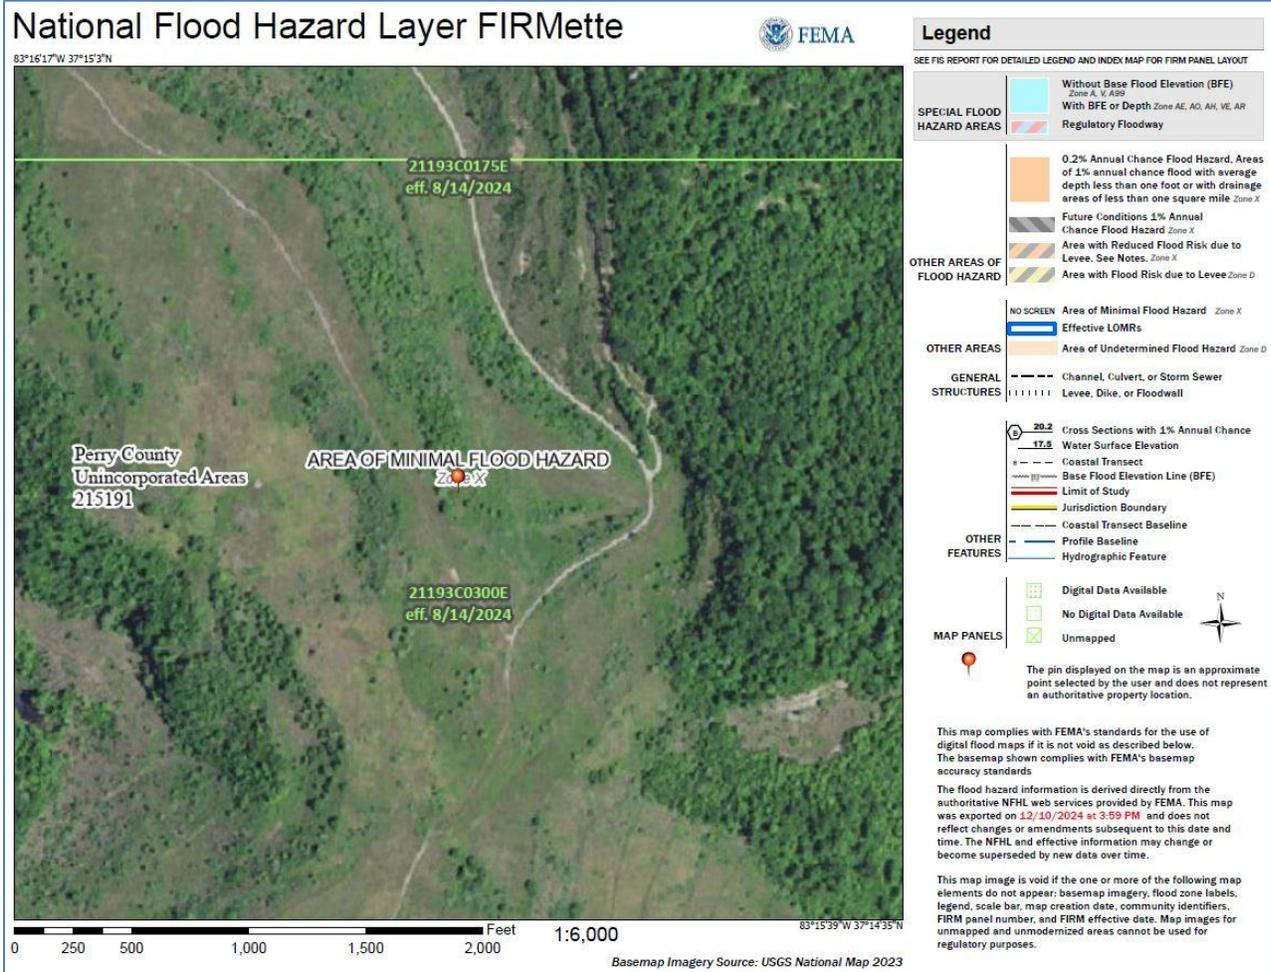 National Flood Hazard Layer FIRMette
FEMA
83°16'17"W 37°15'3"N
21193C0175E
eff. 8/14/2024
Perry County
Unincorporated Areas
215191
AREA OF MINIMAL FLOOD HAZARD
Zone X
21193C0300E
eff. 8/14/2024
83°15'39"W 37°14'35"N
Feet
0 250 500 1,000 1,500 2,000
1:6,000
Basemap Imagery Source: USGS National Map 2023
Legend
SEE FIS REPORT FOR DETAILED LEGEND AND INDEX MAP FOR FIRM PANEL LAYOUT
SPECIAL FLOOD
HAZARD AREAS
Without Base Flood Elevation (BFE)
Zone A, V, A99
With BFE or Depth Zone AE, AO, AH, VE, AR
Regulatory Floodway
OTHER AREAS OF
FLOOD HAZARD
0.2% Annual Chance Flood Hazard, Areas
of 1% annual chance flood with average
depth less than one foot or with drainage
areas of less than one square mile Zone X
Future Conditions 1% Annual
Chance Flood Hazard Zone X
Area with Reduced Flood Risk due to
Levee. See Notes. Zone X
Area with Flood Risk due to Levee Zone D
OTHER AREAS
NO SCREEN Area of Minimal Flood Hazard Zone X
Effective LOMRs
Area of Undetermined Flood Hazard Zone D
GENERAL
STRUCTURES
Channel, Culvert, or Storm Sewer
Levee, Dike, or Floodwall
OTHER
FEATURES
B 20.2 Cross Sections with 1% Annual Chance
17.5 Water Surface Elevation
Coastal Transect
Base Flood Elevation Line (BFE)
Limit of Study
Jurisdiction Boundary
Coastal Transect Baseline
Profile Baseline
Hydrographic Feature
MAP PANELS
Digital Data Available
No Digital Data Available
Unmapped
N
The pin displayed on the map is an approximate
point selected by the user and does not represent
an authoritative property location.
This map complies with FEMA's standards for the use of
digital flood maps if it is not void as described below.
The basemap shown complies with FEMA's basemap
accuracy standards
The flood hazard information is derived directly from the
authoritative NFHL web services provided by FEMA. This map
was exported on 12/10/2024 at 3:59 PM and does not
reflect changes or amendments subsequent to this date and
time. The NFHL and effective information may change or
become superseded by new data over time.
This map image is void if the one or more of the following map
elements do not appear: basemap imagery, flood zone labels,
legend, scale bar, map creation date, community identifiers,
FIRM panel number, and FIRM effective date. Map images for
unmapped and unmodernized areas cannot be used for
regulatory purposes.